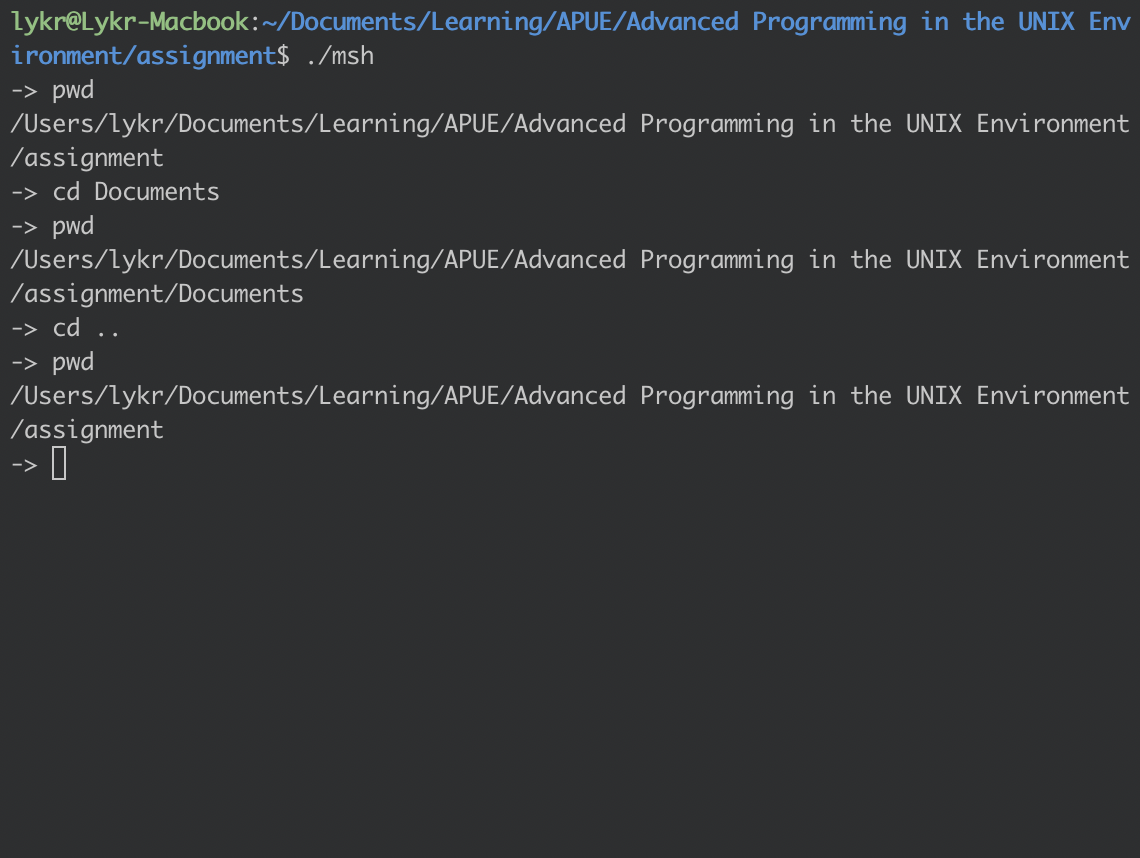 lykr@Lykr-Macbook:~/Documents/Learning/APUE/Advanced Programming in the UNIX Env
ironment/assignment$ ./msh
-> pwd
/Users/lykr/Documents/Learning/APUE/Advanced Programming in the UNIX Environment
/assignment
-> cd Documents
-> pwd
/Users/lykr/Documents/Learning/APUE/Advanced Programming in the UNIX Environment
/assignment/Documents
-> cd ..
-> pwd
/Users/lykr/Documents/Learning/APUE/Advanced Programming in the UNIX Environment
/assignment
->